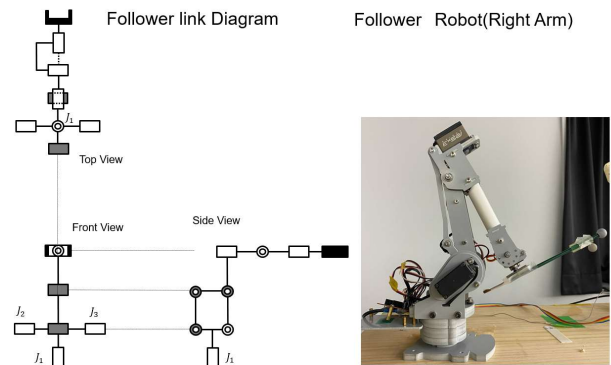 Follower link Diagram
Follower Robot(Right Arm)
J1
Top View
Front View
Side View
J2
J3
J1
J1